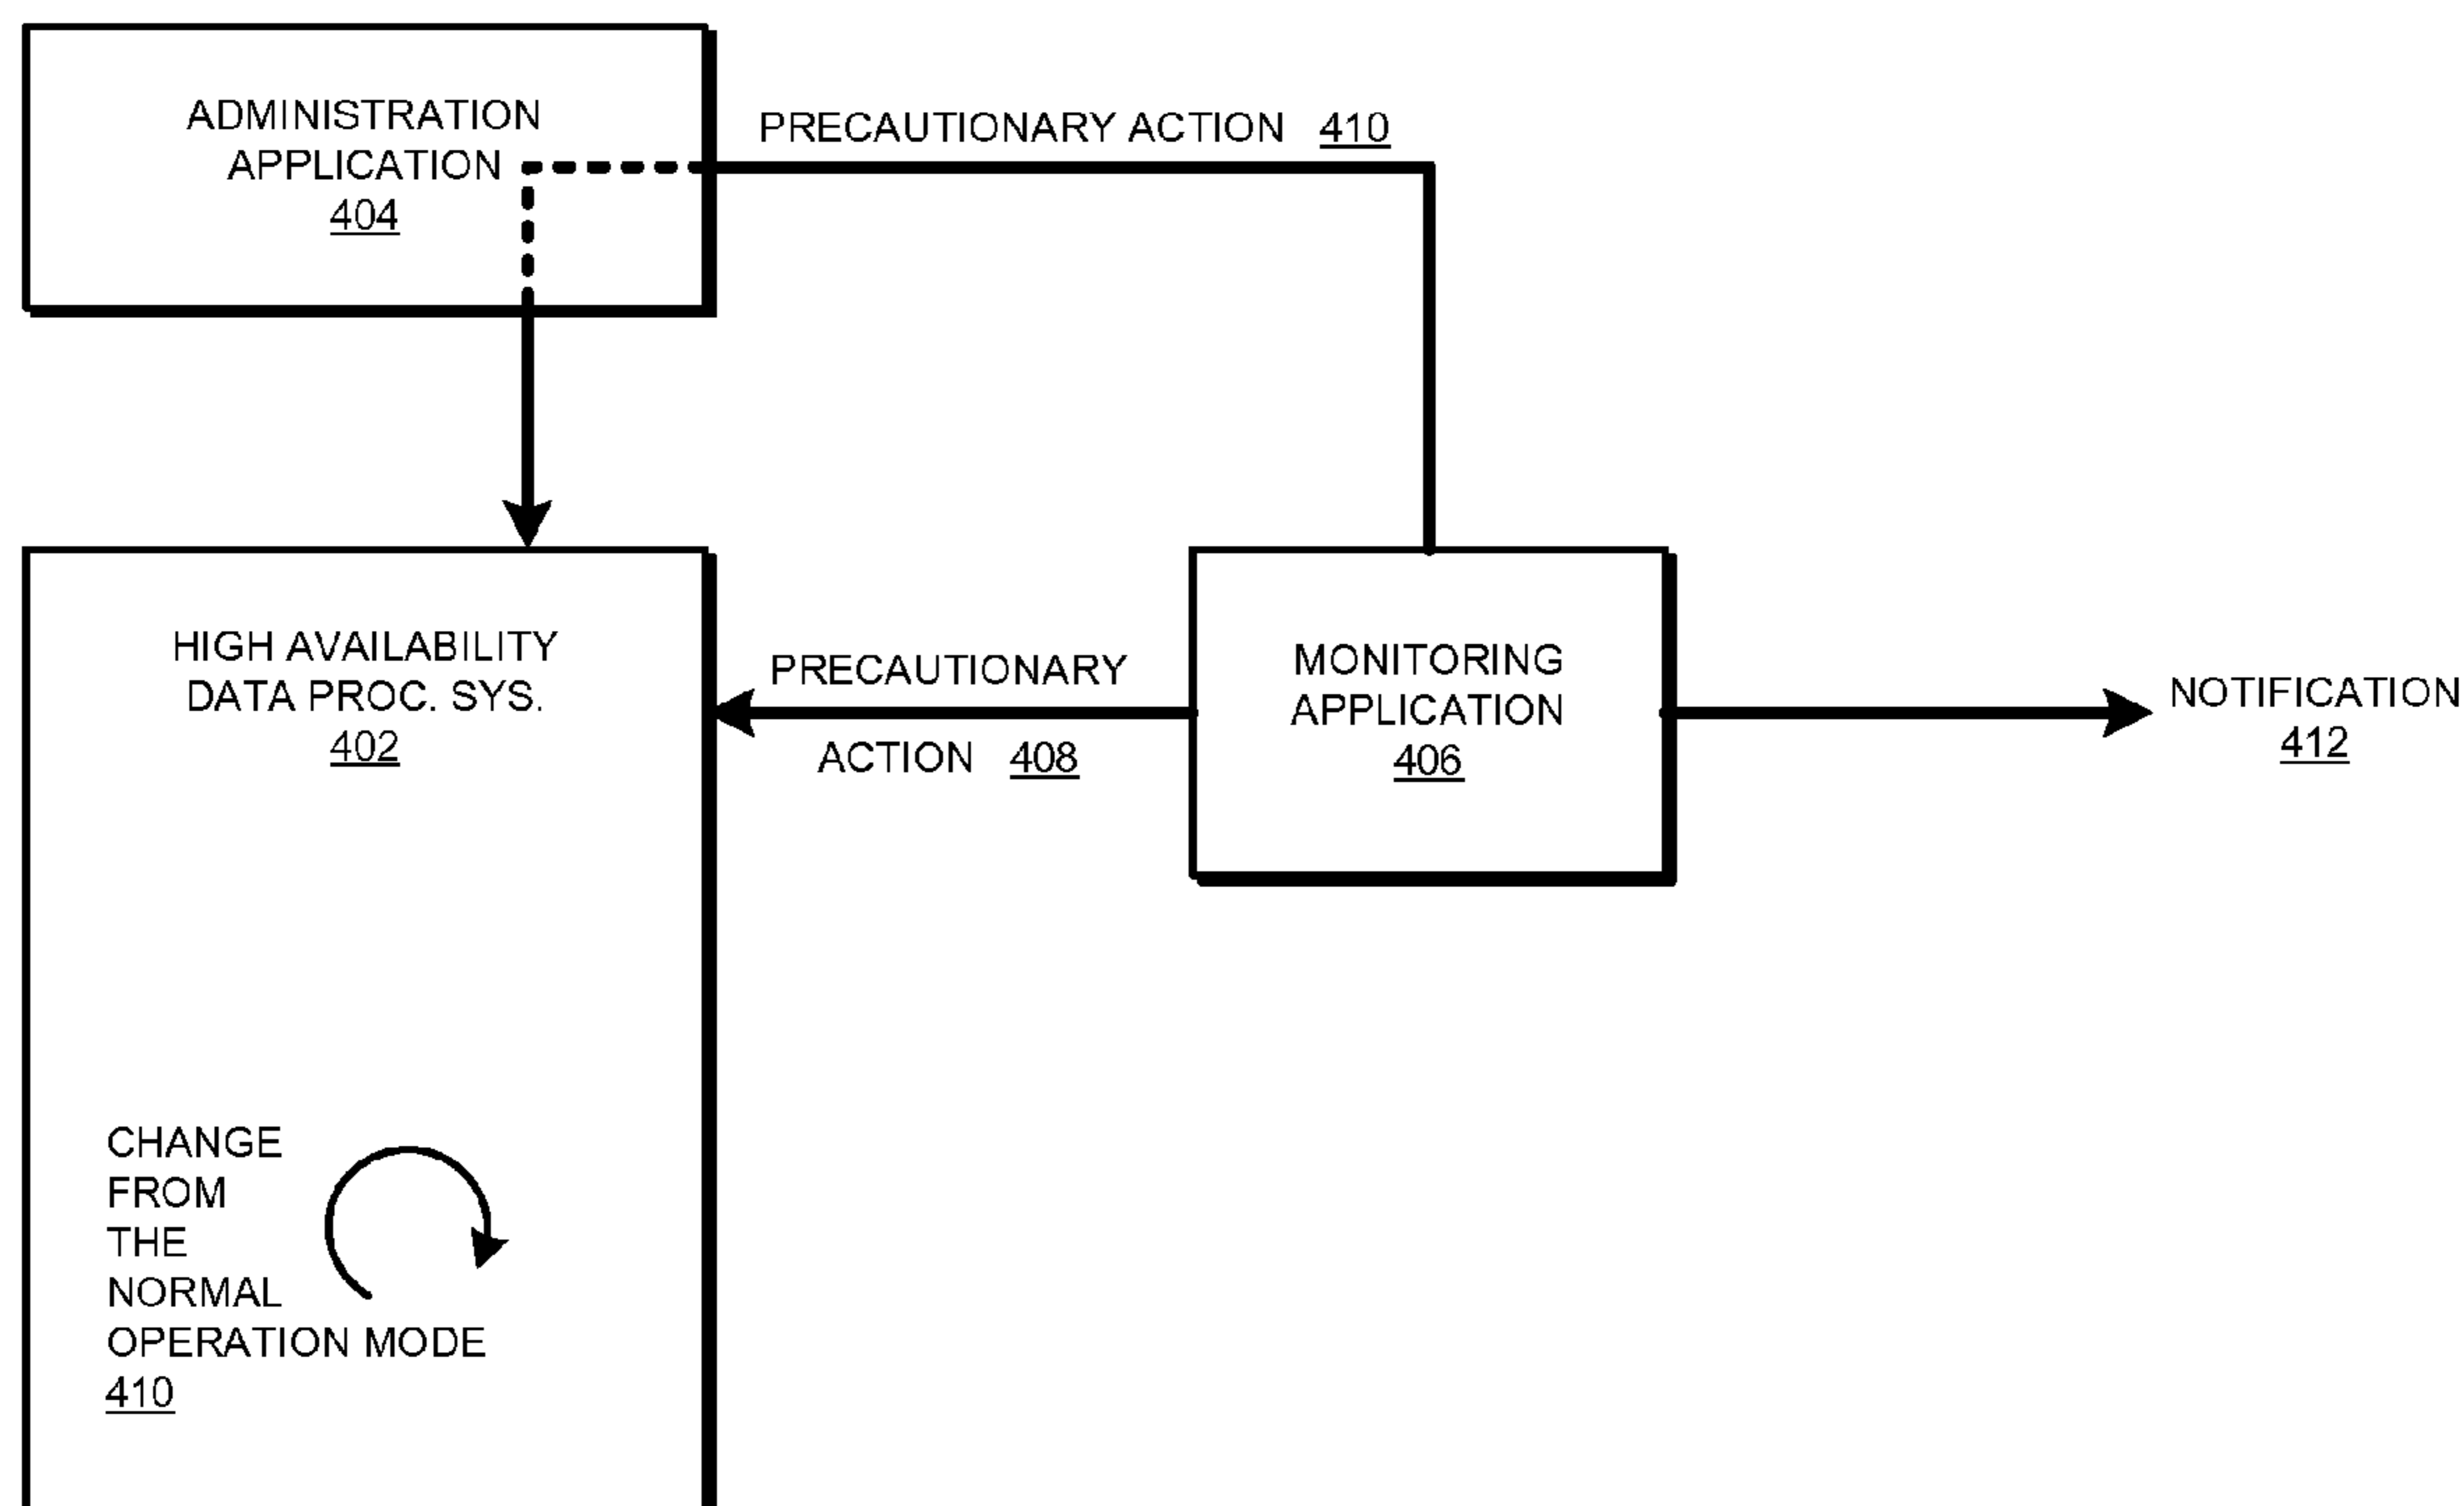 ADMINISTRATION
APPLICATION
404
PRECAUTIONARY ACTION 410
HIGH AVAILABILITY
DATA PROC. SYS.
402
PRECAUTIONARY
ACTION 408
MONITORING
APPLICATION
406
NOTIFICATION
412
CHANGE
FROM
THE
NORMAL
OPERATION MODE
410